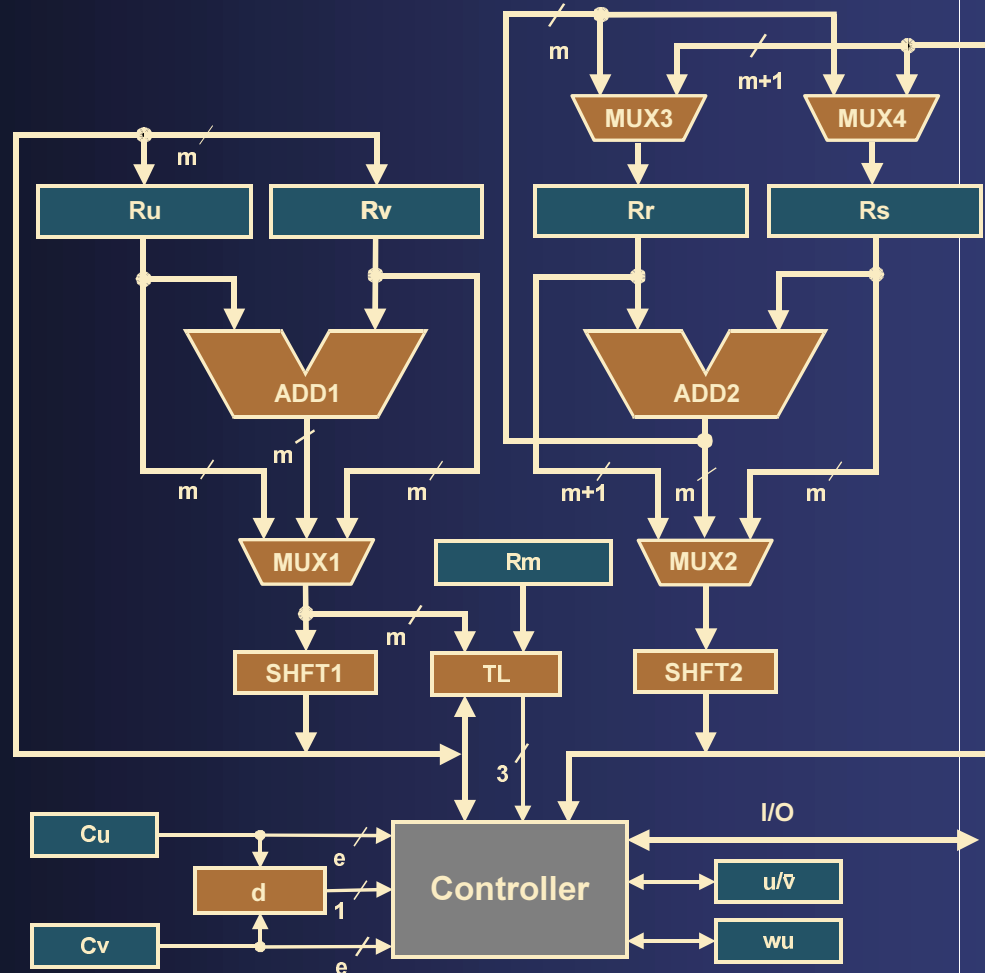 m
m+1
MUX3
MUX4
m
Ru
Rv
Rr
Rs
ADD1
ADD2
m
m
m
m+1
m
m
MUX1
Rm
MUX2
m
SHFT1
TL
SHFT2
3
I/O
Cu
e
d
1
Controller
u/v̄
Cv
e
wu